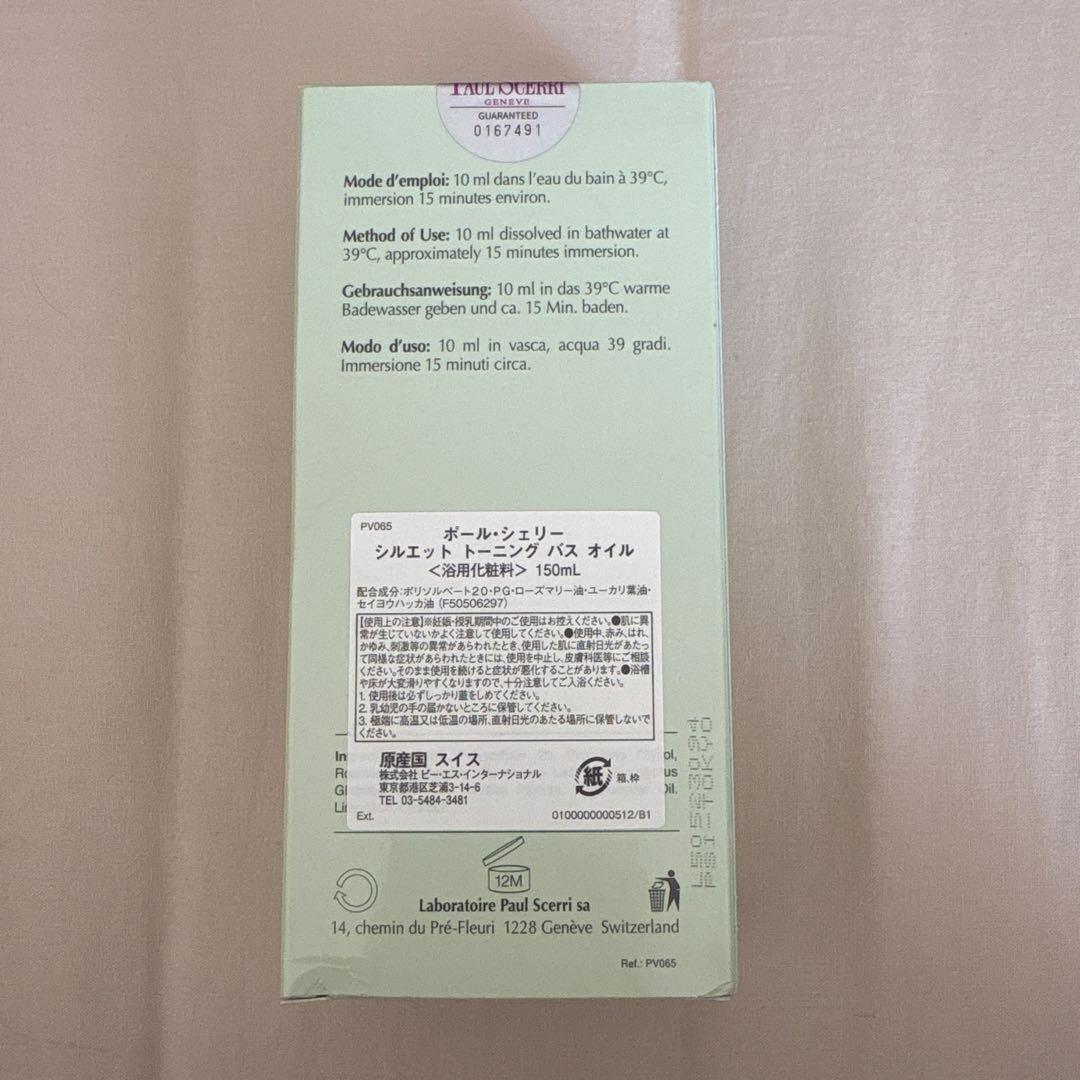 PAUL SCERRI
GENEVE
GUARANTEED
0167491
Mode d'emploi: 10 ml dans l'eau du bain à 39°C,
immersion 15 minutes environ.
Method of Use: 10 ml dissolved in bathwater at
39°C, approximately 15 minutes immersion.
Gebrauchsanweisung: 10 ml in das 39°C warme
Badewasser geben und ca. 15 Min. baden.
Modo d'uso: 10 ml in vasca, acqua 39 gradi.
Immersione 15 minuti circa.
PV065
ポール・シェリー
シルエット トーニング バス オイル
＜浴用化粧料＞ 150mL
配合成分:ポリソルベート20・PG・ローズマリー油・ユーカリ葉油・
セイヨウハッカ油 (F50506297)
【使用上の注意】※妊娠・授乳期間中のご使用はお控えください。●肌に異
常が生じていないかよく注意して使用してください。●使用中、赤み、はれ、
かゆみ、刺激等の異常があらわれたとき、使用した肌に直射日光があたっ
て同様な症状があらわれたときには、使用を中止し、皮膚科医等にご相談
ください。そのまま使用を続けると症状が悪化することがあります。●浴槽
や床が大変滑りやすくなりますので、十分注意してご入浴ください。
1. 使用後は必ずしっかり蓋をしめてください。
2. 乳幼児の手の届かないところに保管してください。
3. 極端に高温又は低温の場所、直射日光のあたる場所に保管しないで
ください。
原産国 スイス
株式会社 ピー・エス・インターナショナル
東京都港区芝浦3-14-6
TEL 03-5484-3481
紙 箱、枠
Ext.
0100000000512/B1
Oil.
12M
Laboratoire Paul Scerri sa
14, chemin du Pré-Fleuri 1228 Genève Switzerland
Ref.: PV065